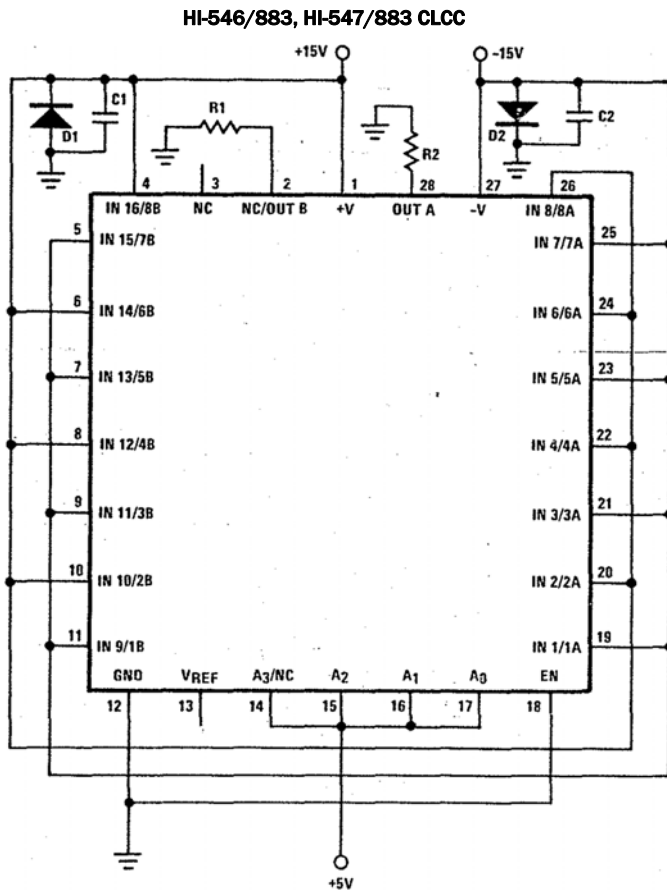 HI-546/883, HI-547/883 CLCC
+15V
-15V
C1
D1
R1
R2
D2
C2
4
3
2
1
28
27
26
IN 16/8B
NC
NC/OUT B
+V
OUT A
-V
IN 8/8A
5
IN 15/7B
IN 7/7A
25
6
IN 14/6B
IN 6/6A
24
7
IN 13/5B
IN 5/5A
23
8
IN 12/4B
IN 4/4A
22
9
IN 11/3B
IN 3/3A
21
10
IN 10/2B
IN 2/2A
20
11
IN 9/1B
IN 1/1A
19
GND
VREF
A3/NC
A2
A1
A0
EN
12
13
14
15
16
17
18
+5V